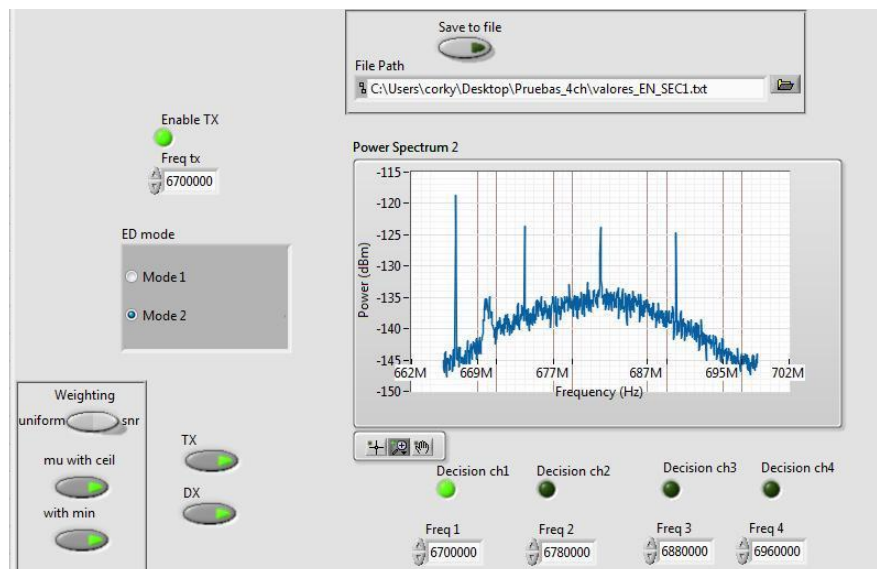 Save to file
File Path
C:\Users\corky\Desktop\Pruebas_4ch\valores_EN_SEC1.txt
Enable TX
Freq tx
6700000
Power Spectrum 2
-115
-120
-125
-130
-135
-140
-145
-150
Power (dBm)
662M 669M 677M 687M 695M 702M
Frequency (Hz)
ED mode
Mode 1
Mode 2
Weighting
uniform snr
mu with ceil
with min
TX
DX
Decision ch1 Decision ch2 Decision ch3 Decision ch4
Freq 1 Freq 2 Freq 3 Freq 4
6700000 6780000 6880000 6960000